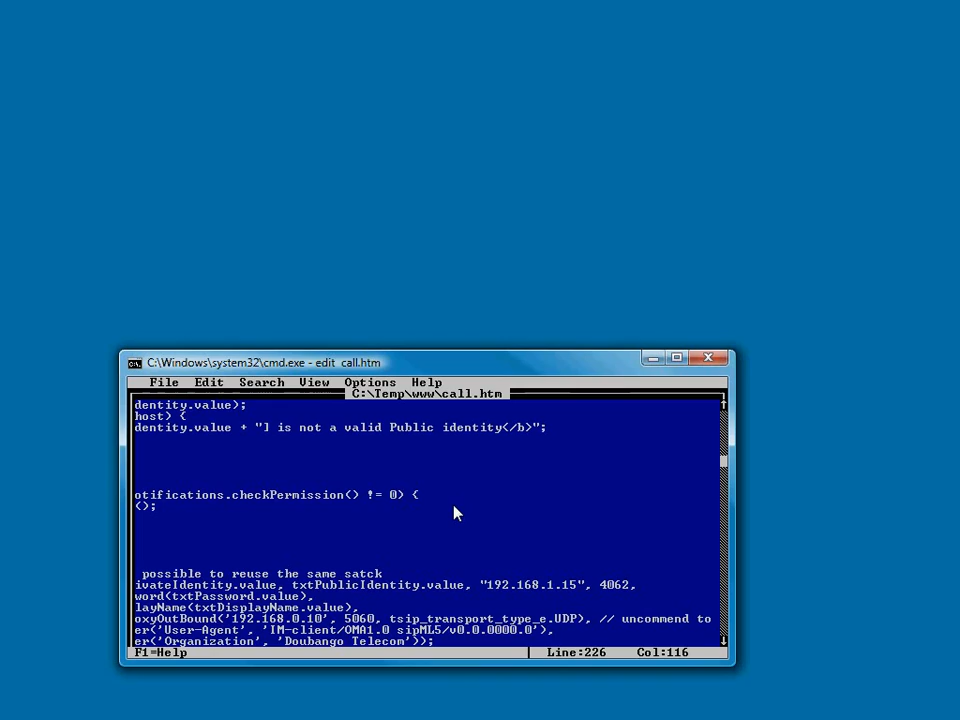 C:\Windows\system32\cmd.exe - edit call.htm
File Edit Search View Options Help
C:\Temp\www\call.htm
dentity.value);
host) {
dentity.value + "] is not a valid Public identity</b>";
otifications.checkPermission() != 0) {
();
possible to reuse the same satck
ivateIdentity.value, txtPublicIdentity.value, "192.168.1.15", 4062,
word(txtPassword.value),
layName(txtDisplayName.value),
oxyOutBound('192.168.0.10', 5060, tsip_transport_type_e.UDP), // uncommend to
er('User-Agent', 'IM-client/OMA1.0 sipML5/v0.0.0000.0'),
er('Organization', 'Doubango Telecom'));
F1=Help Line:226 Col:116